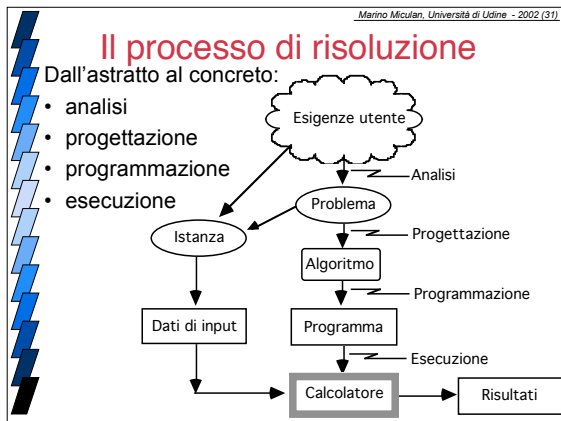 Marino Miculan, Università di Udine - 2002 (31)
Il processo di risoluzione
Dall'astratto al concreto:
• analisi
• progettazione
• programmazione
• esecuzione
Esigenze utente
Analisi
Problema
Istanza
Progettazione
Algoritmo
Programmazione
Dati di input
Programma
Esecuzione
Calcolatore
Risultati